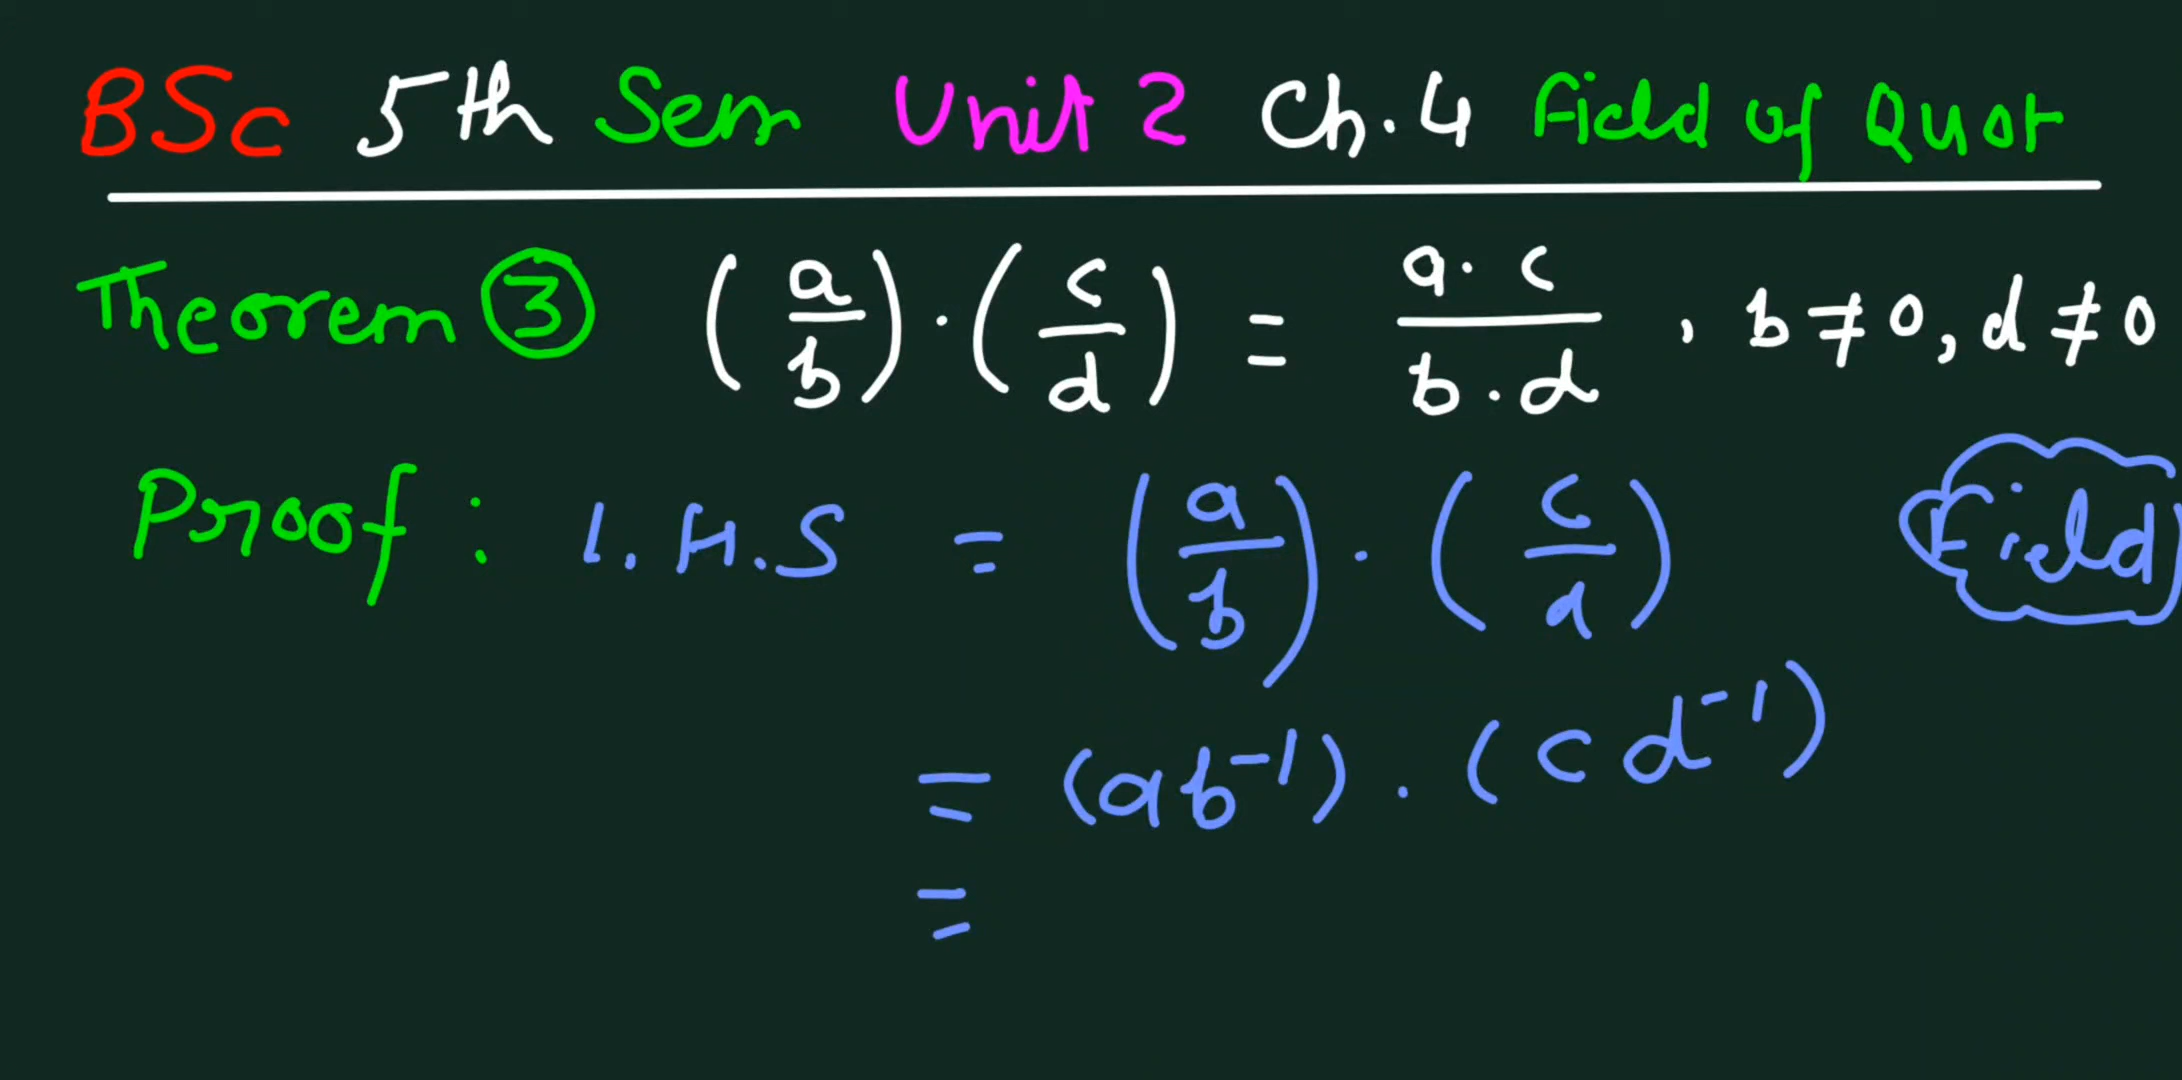 BSc 5th Sem Unit 2 Ch. 4 Field of Quot
Theorem ③ (a/b) · (c/d) = a · c / b · d , b ≠ 0, d ≠ 0
Proof : L.H.S = (a/b) · (c/d) Field
= (ab⁻¹) · (c d⁻¹)
=